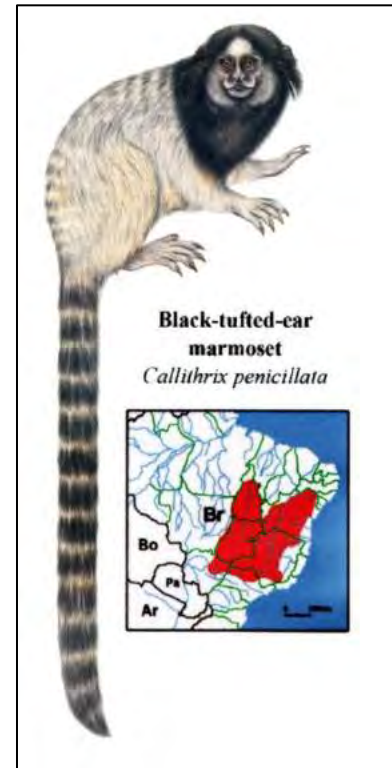 Black-tufted-ear
marmoset
Callithrix penicillata
Br
Bo
Pa
Ar